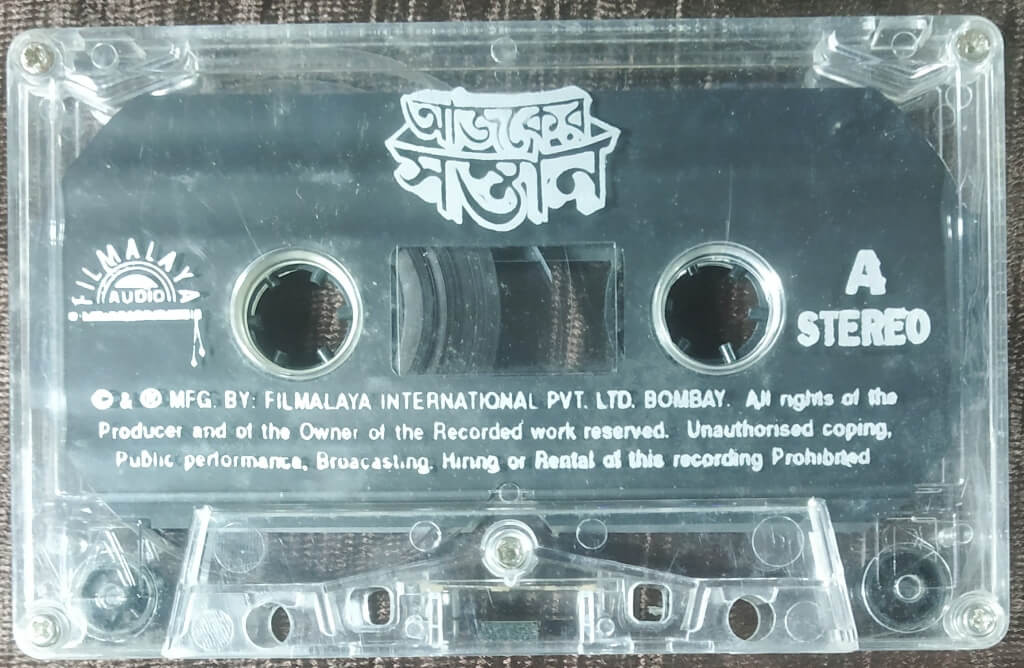 আজকের
সন্তান
FILMALAYA
AUDIO
A
STEREO
© & ℗ MFG. BY: FILMALAYA INTERNATIONAL PVT. LTD. BOMBAY. All rights of the
Producer and of the Owner of the Recorded work reserved. Unauthorised coping,
Public performance, Broacasting, Hiring or Rental of this recording Prohibited